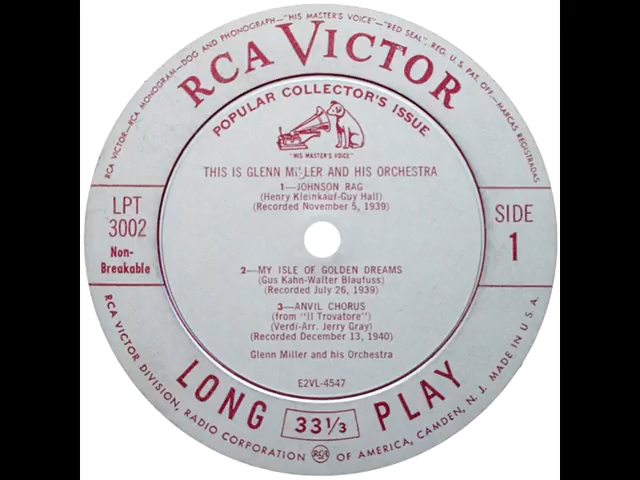 RCA VICTOR—RCA MONOGRAM—DOG AND PHONOGRAPH—"HIS MASTER'S VOICE"—"RED SEAL" REG. U.S. PAT. OFF.—MARCAS REGISTRADAS
RCA VICTOR
POPULAR COLLECTOR'S ISSUE
"HIS MASTER'S VOICE"
THIS IS GLENN MILLER AND HIS ORCHESTRA
1—JOHNSON RAG
(Henry Kleinkauf-Guy Hall)
(Recorded November 5, 1939)
LPT
3002
Non-
Breakable
SIDE
1
2—MY ISLE OF GOLDEN DREAMS
(Gus Kahn-Walter Blaufuss)
(Recorded July 26, 1939)
3—ANVIL CHORUS
(from "Il Trovatore")
(Verdi-Arr. Jerry Gray)
(Recorded December 13, 1940)
Glenn Miller and his Orchestra
E2VL-4547
LONG 33⅓ PLAY
RCA VICTOR DIVISION, RADIO CORPORATION RCA OF AMERICA, CAMDEN, N. J. MADE IN U.S.A.